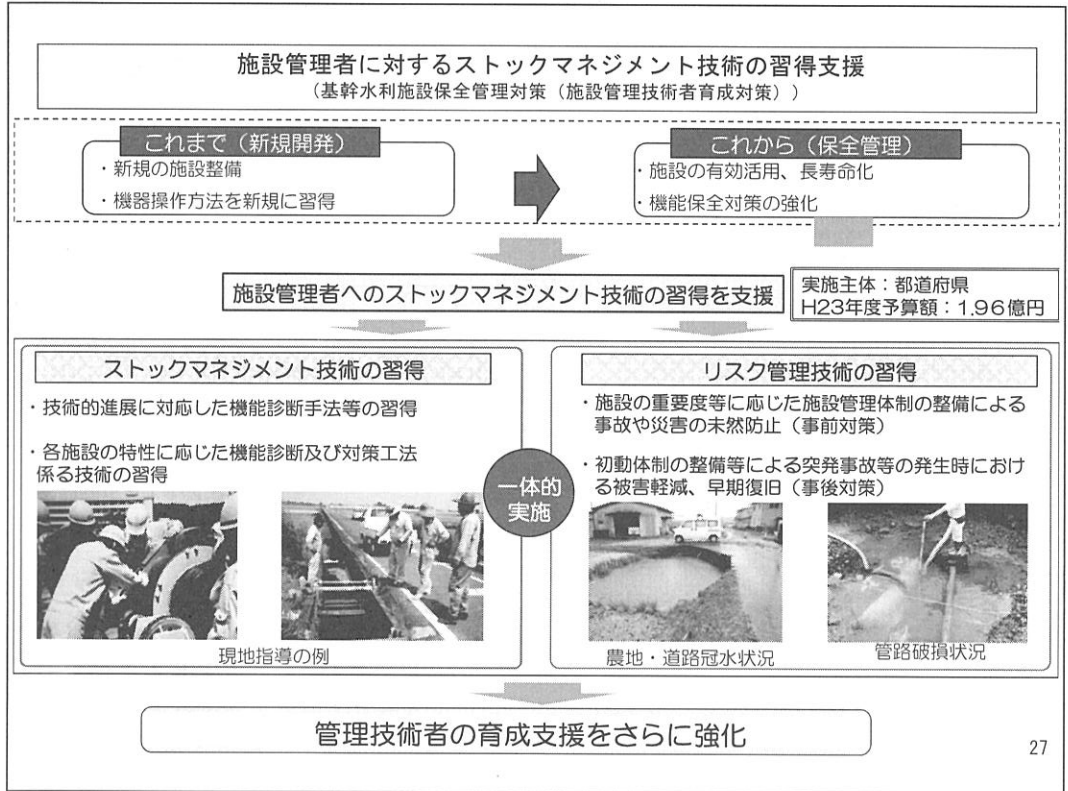 施設管理者に対するストックマネジメント技術の習得支援
(基幹水利施設保全管理対策（施設管理技術者育成対策））
これまで（新規開発）
・新規の施設整備
・機器操作方法を新規に習得
これから（保全管理）
・施設の有効活用、長寿命化
・機能保全対策の強化
施設管理者へのストックマネジメント技術の習得を支援
実施主体：都道府県
H23年度予算額：1.96億円
ストックマネジメント技術の習得
・技術的進展に対応した機能診断手法等の習得
・各施設の特性に応じた機能診断及び対策工法
係る技術の習得
現地指導の例
一体的
実施
リスク管理技術の習得
・施設の重要度等に応じた施設管理体制の整備による
事故や災害の未然防止（事前対策）
・初動体制の整備等による突発事故等の発生時におけ
る被害軽減、早期復旧（事後対策）
農地・道路冠水状況
管路破損状況
管理技術者の育成支援をさらに強化
27